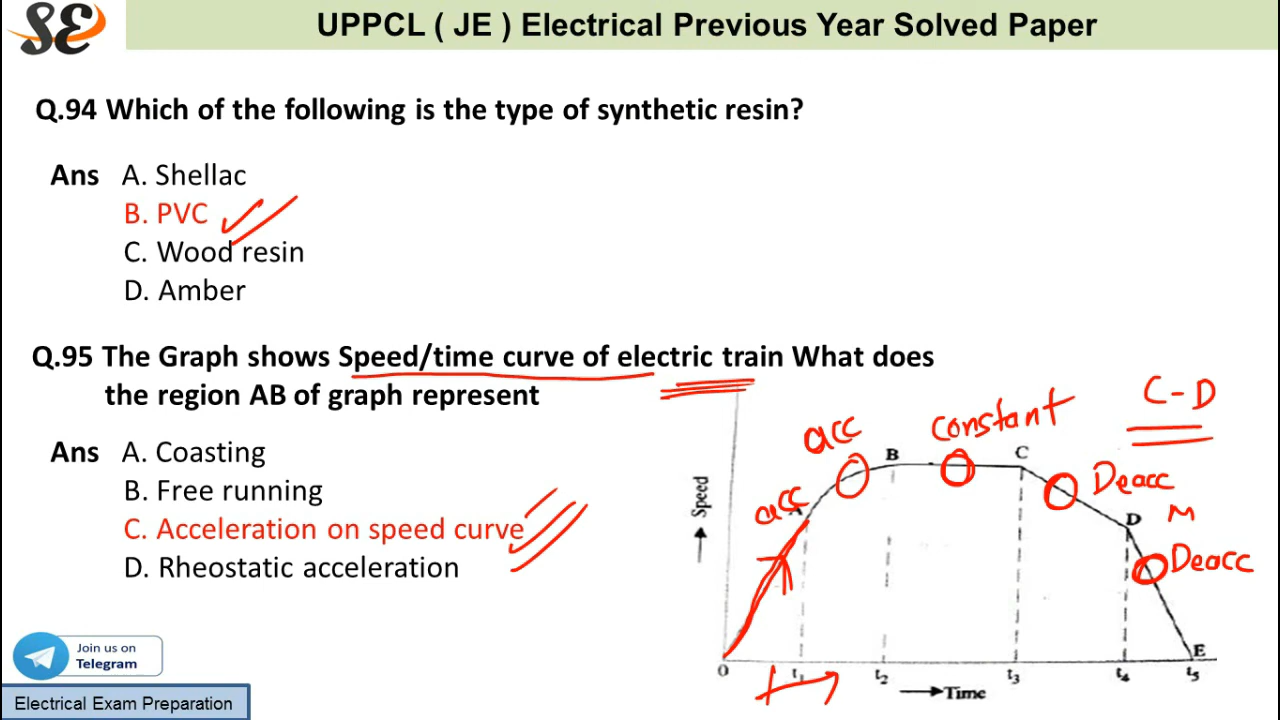 SE
UPPCL ( JE ) Electrical Previous Year Solved Paper
Q.94 Which of the following is the type of synthetic resin?
Ans A. Shellac
B. PVC
C. Wood resin
D. Amber
Q.95 The Graph shows Speed/time curve of electric train What does
the region AB of graph represent
Ans A. Coasting
B. Free running
C. Acceleration on speed curve
D. Rheostatic acceleration
C-D
acc
constant
B
C
acc
A
Deacc
Speed
D
M
Deacc
E
O
t1
t2
t3
t4
t5
Time
Join us on
Telegram
Electrical Exam Preparation